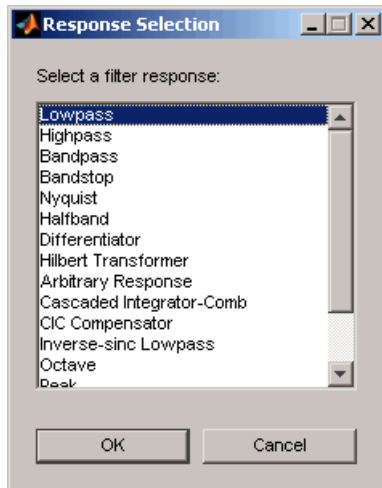 Response Selection
Select a filter response:
Lowpass
Highpass
Bandpass
Bandstop
Nyquist
Halfband
Differentiator
Hilbert Transformer
Arbitrary Response
Cascaded Integrator-Comb
CIC Compensator
Inverse-sinc Lowpass
Octave
Peak
OK
Cancel